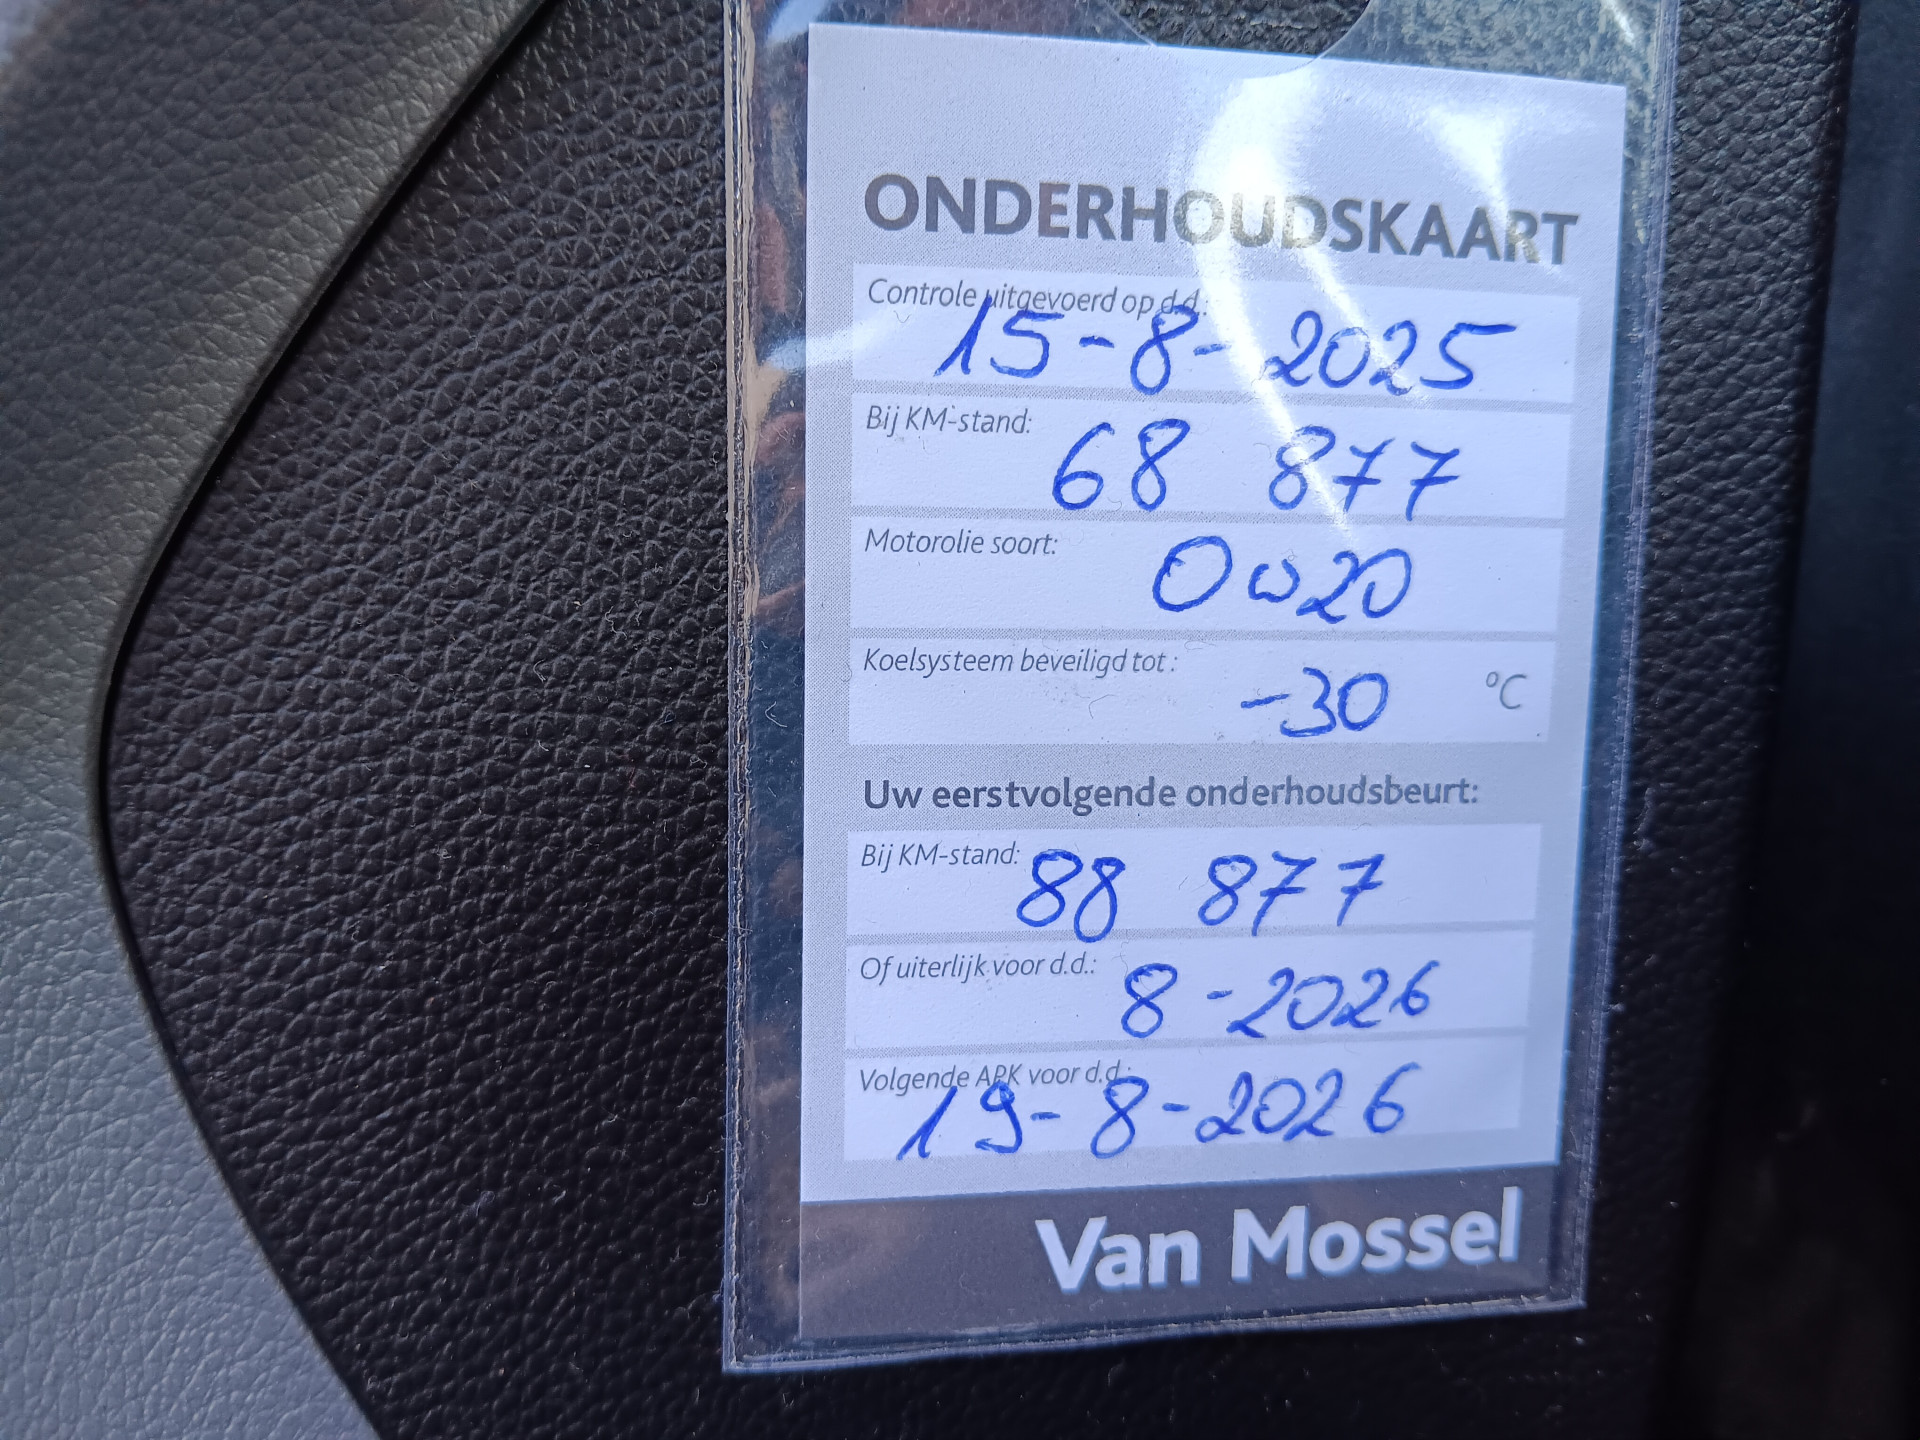 ONDERHOUDSKAART
Controle uitgevoerd op d.d.:
15-8-2025
Bij KM-stand:
68 877
Motorolie soort:
0w20
Koelsysteem beveiligd tot:
-30 °C
Uw eerstvolgende onderhoudsbeurt:
Bij KM-stand:
88 877
Of uiterlijk voor d.d.:
8-2026
Volgende APK voor d.d.:
19-8-2026
Van Mossel